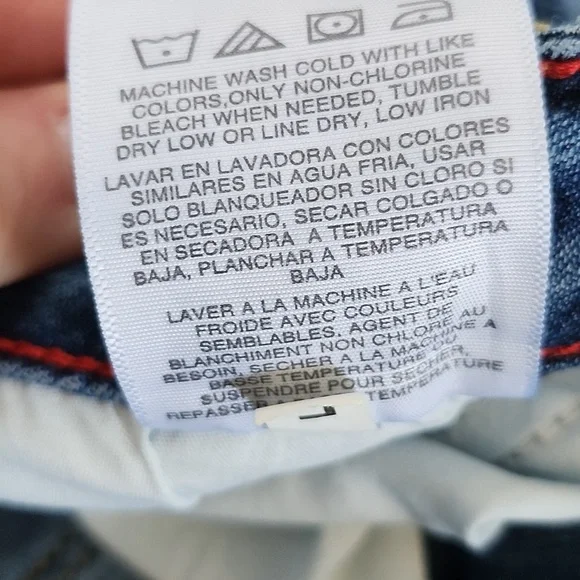 MACHINE WASH COLD WITH LIKE
COLORS,ONLY NON-CHLORINE
BLEACH WHEN NEEDED, TUMBLE
DRY LOW OR LINE DRY, LOW IRON
LAVAR EN LAVADORA CON COLORES
SIMILARES EN AGUA FRIA, USAR
SOLO BLANQUEADOR SIN CLORO SI
ES NECESARIO, SECAR COLGADO O
EN SECADORA A TEMPERATURA
BAJA, PLANCHAR A TEMPERATURA
BAJA
LAVER A LA MACHINE A L'EAU
FROIDE AVEC COULEURS
SEMBLABLES. AGENT DE
BLANCHIMENT NON CHLORE AU
BESOIN, SECHER A LA MACHINE A
BASSE TEMPERATURE OU
SUSPENDRE POUR SECHER,
REPASSER TEMPERATURE